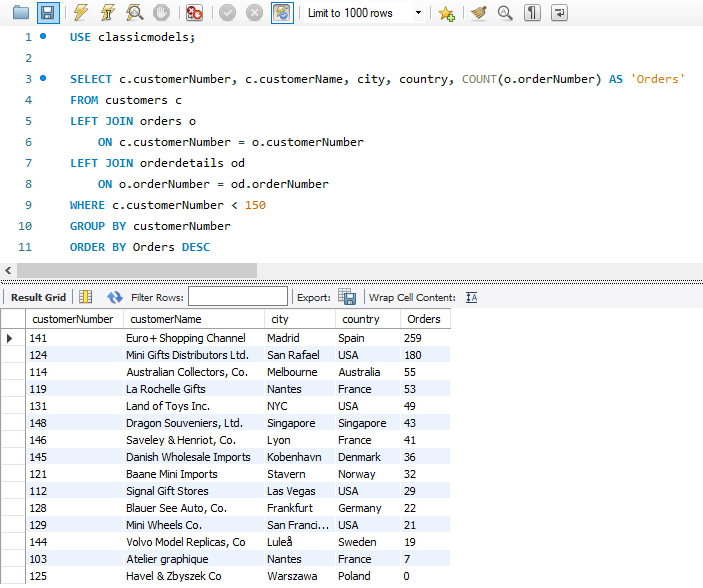 Limit to 1000 rows
1 USE classicmodels;
2
3 SELECT c.customerNumber, c.customerName, city, country, COUNT(o.orderNumber) AS 'Orders'
4 FROM customers c
5 LEFT JOIN orders o
6 ON c.customerNumber = o.customerNumber
7 LEFT JOIN orderdetails od
8 ON o.orderNumber = od.orderNumber
9 WHERE c.customerNumber < 150
10 GROUP BY customerNumber
11 ORDER BY Orders DESC
Result Grid Filter Rows: Export: Wrap Cell Content: IA
customerNumber customerName city country Orders
141 Euro+ Shopping Channel Madrid Spain 259
124 Mini Gifts Distributors Ltd. San Rafael USA 180
114 Australian Collectors, Co. Melbourne Australia 55
119 La Rochelle Gifts Nantes France 53
131 Land of Toys Inc. NYC USA 49
148 Dragon Souveniers, Ltd. Singapore Singapore 43
146 Saveley & Henriot, Co. Lyon France 41
145 Danish Wholesale Imports Kobenhavn Denmark 36
121 Baane Mini Imports Stavern Norway 32
112 Signal Gift Stores Las Vegas USA 29
128 Blauer See Auto, Co. Frankfurt Germany 22
129 Mini Wheels Co. San Franci... USA 21
144 Volvo Model Replicas, Co Luleå Sweden 19
103 Atelier graphique Nantes France 7
125 Havel & Zbyszek Co Warszawa Poland 0